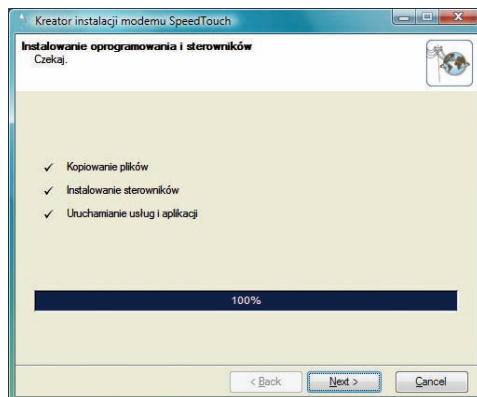 Kreator instalacji modemu SpeedTouch
Instalowanie oprogramowania i sterowników
Czekaj.
Kopiowanie plików
Instalowanie sterowników
Uruchamianie usług i aplikacji
100%
< Back Next > Cancel